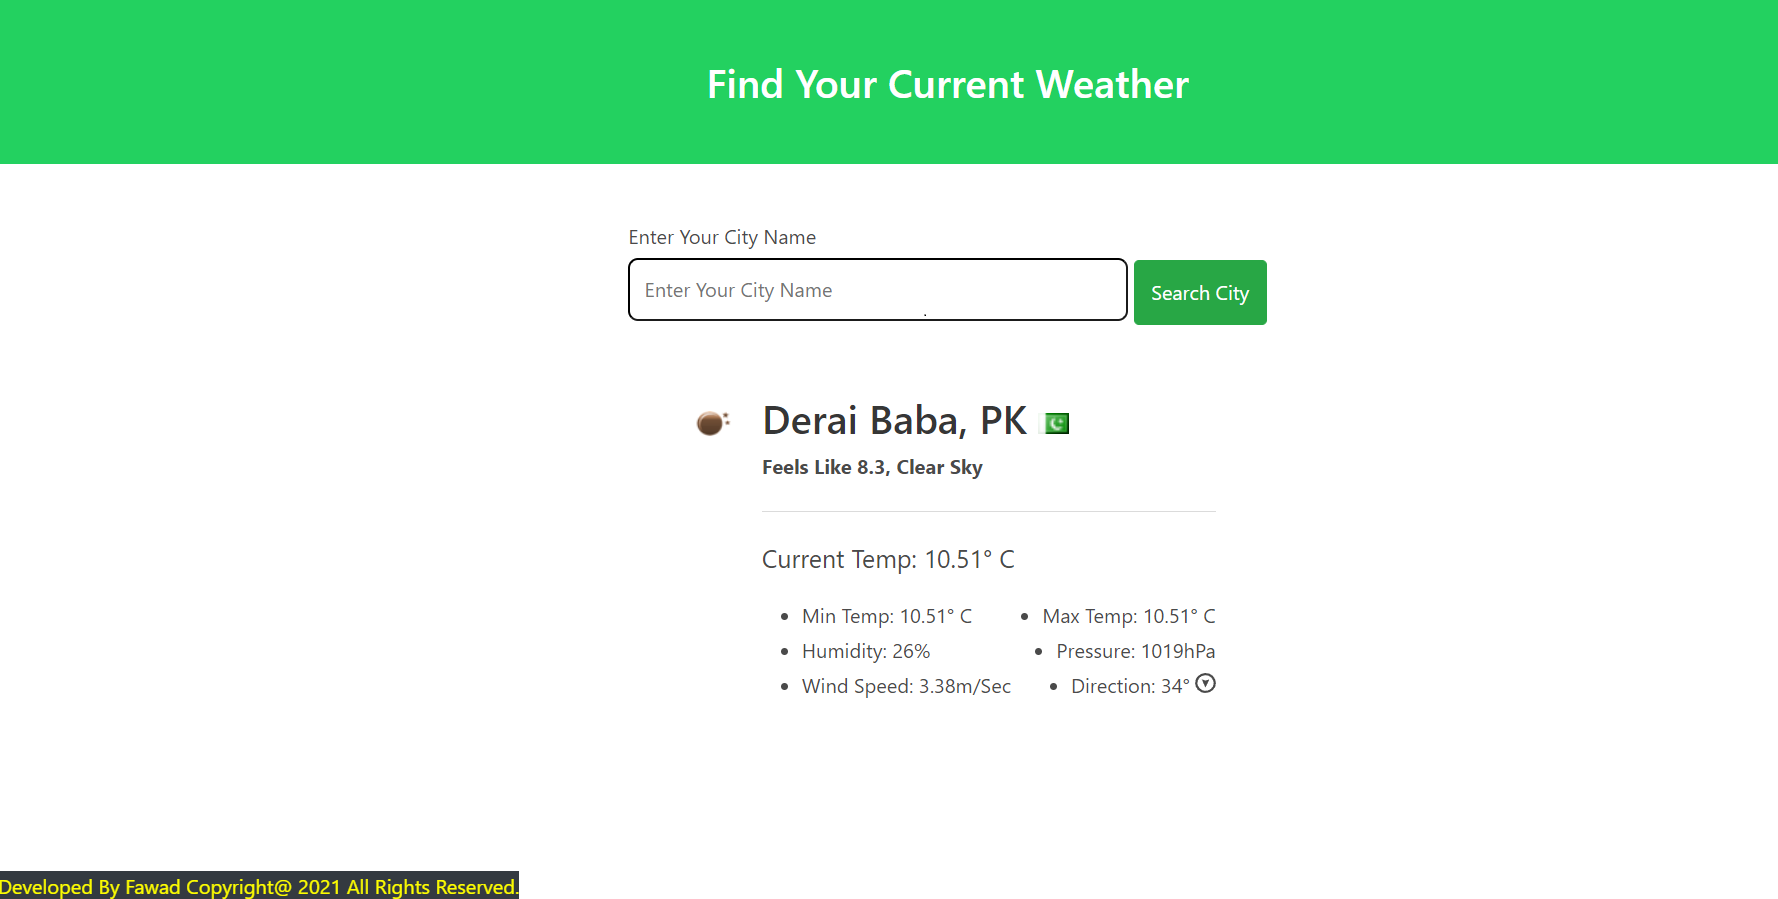 Find Your Current Weather
Enter Your City Name
Enter Your City Name
Search City
Derai Baba, PK
Feels Like 8.3, Clear Sky
Current Temp: 10.51° C
Min Temp: 10.51° C
Max Temp: 10.51° C
Humidity: 26%
Pressure: 1019hPa
Wind Speed: 3.38m/Sec
Direction: 34°
Developed By Fawad Copyright@ 2021 All Rights Reserved.